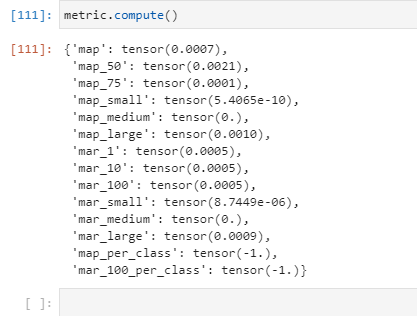 [111]: metric.compute()
[111]: {'map': tensor(0.0007),
'map_50': tensor(0.0021),
'map_75': tensor(0.0001),
'map_small': tensor(5.4065e-10),
'map_medium': tensor(0.),
'map_large': tensor(0.0010),
'mar_1': tensor(0.0005),
'mar_10': tensor(0.0005),
'mar_100': tensor(0.0005),
'mar_small': tensor(8.7449e-06),
'mar_medium': tensor(0.),
'mar_large': tensor(0.0009),
'map_per_class': tensor(-1.),
'mar_100_per_class': tensor(-1.)}
[ ]: